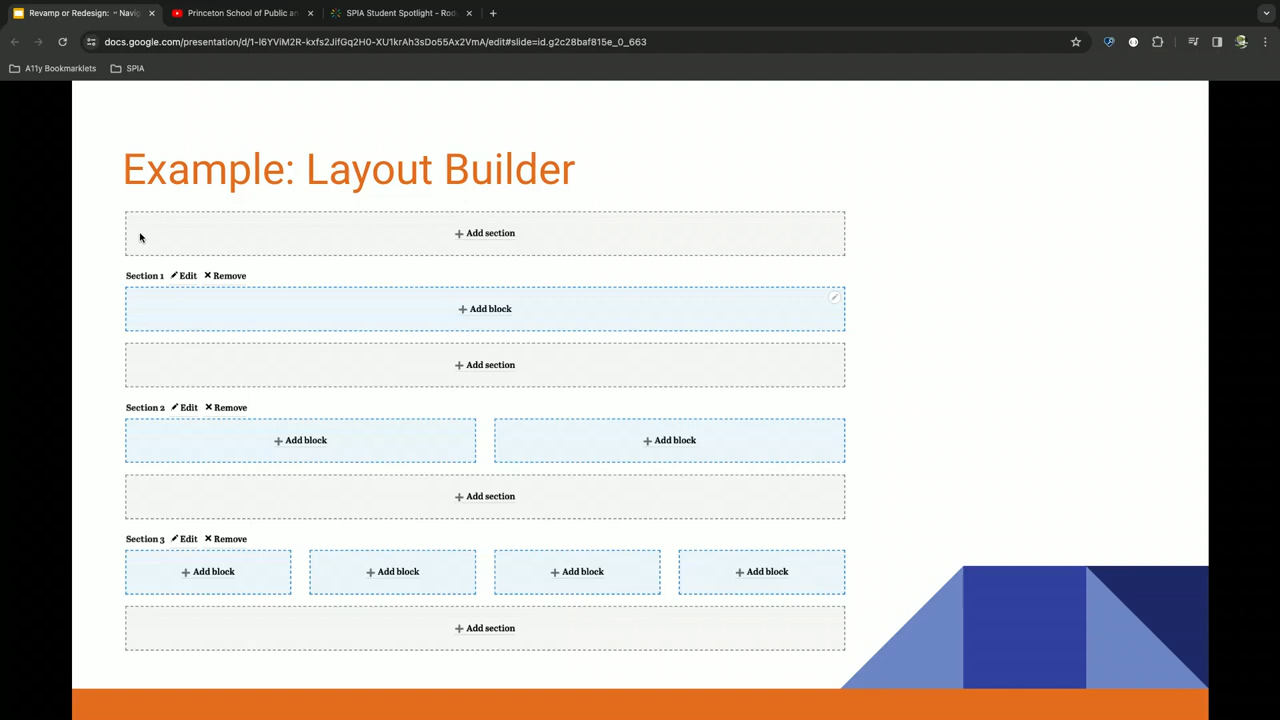 Revamp or Redesign: - Navig
Princeton School of Public an
SPIA Student Spotlight - Rod
docs.google.com/presentation/d/1-l6YViM2R-kxfs2JifGq2H0-XU1krAh3sDo55Ax2VmA/edit#slide=id.g2c28baf815e_0_663
A11y Bookmarklets
SPIA
Example: Layout Builder
+ Add section
Section 1 Edit Remove
+ Add block
+ Add section
Section 2 Edit Remove
+ Add block + Add block
+ Add section
Section 3 Edit Remove
+ Add block + Add block + Add block + Add block
+ Add section